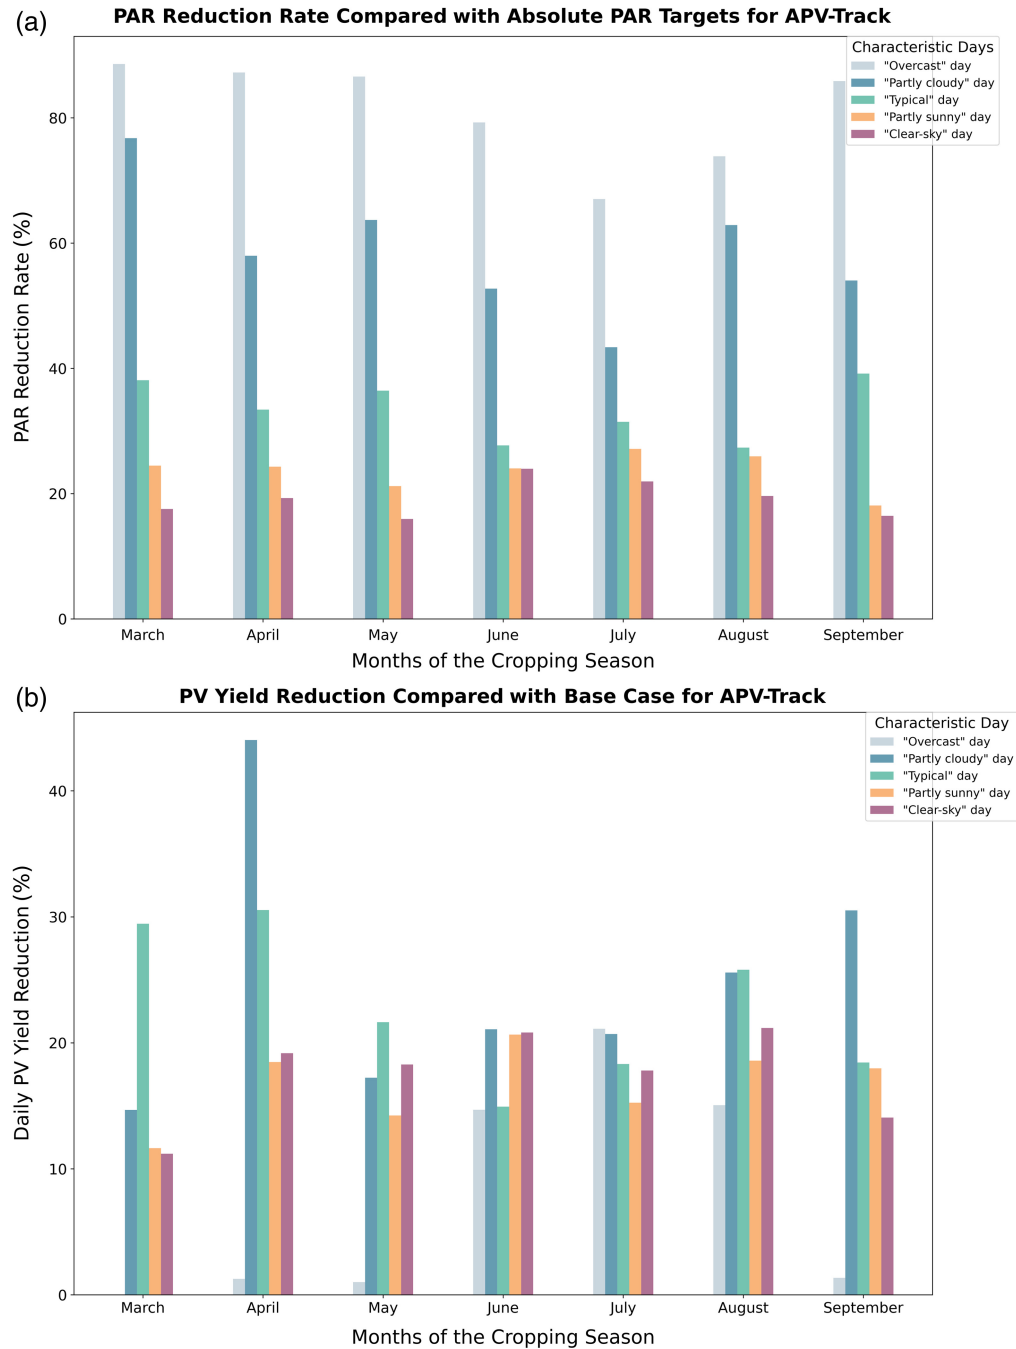 (a)
PAR Reduction Rate Compared with Absolute PAR Targets for APV-Track
Characteristic Days
"Overcast" day
"Partly cloudy" day
"Typical" day
"Partly sunny" day
"Clear-sky" day
PAR Reduction Rate (%)
80
60
40
20
0
March April May June July August September
Months of the Cropping Season
(b)
PV Yield Reduction Compared with Base Case for APV-Track
Characteristic Day
"Overcast" day
"Partly cloudy" day
"Typical" day
"Partly sunny" day
"Clear-sky" day
Daily PV Yield Reduction (%)
40
30
20
10
0
March April May June July August September
Months of the Cropping Season